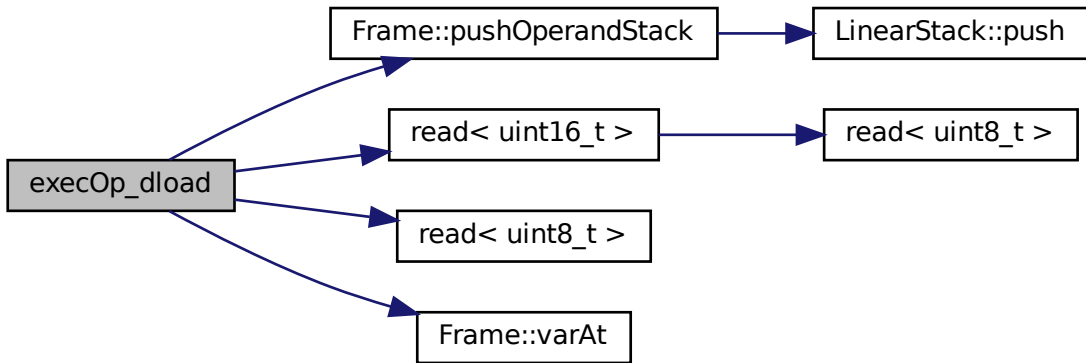 Frame::pushOperandStack
LinearStack::push
read< uint16_t >
read< uint8_t >
execOp_dload
read< uint8_t >
Frame::varAt